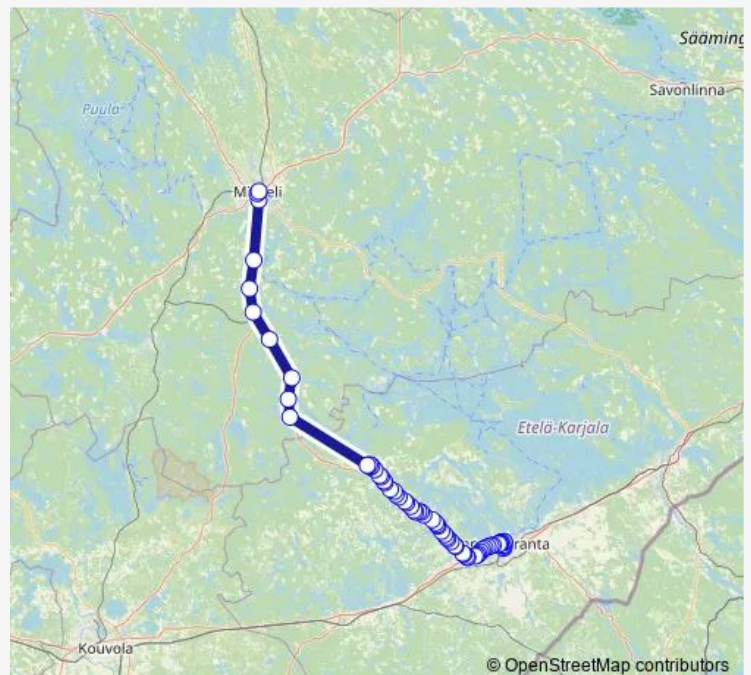 Sääming
Savonlinna
Puula
Etelä-Karjala
Kouvola
© OpenStreetMap contributors